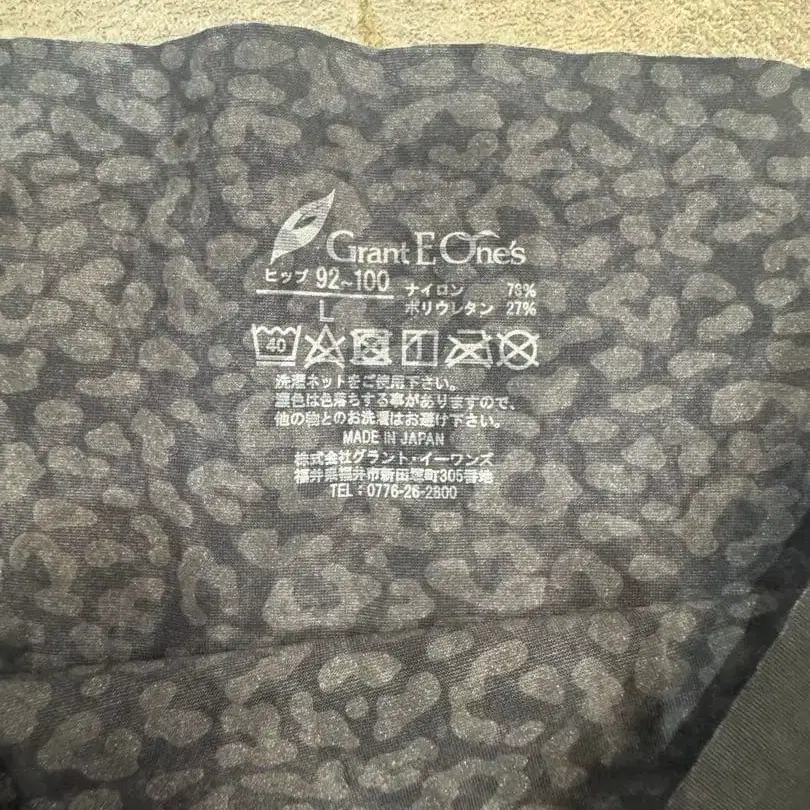 Grant E One's
ヒップ 92~100
L
ナイロン 73%
ポリウレタン 27%
40
洗濯ネットをご使用下さい。
濃色は色落ちする事がありますので、
他の物とのお洗濯はお避け下さい。
MADE IN JAPAN
株式会社グラント・イーワンズ
福井県福井市新田塚町305番地
TEL：0776-26-2800